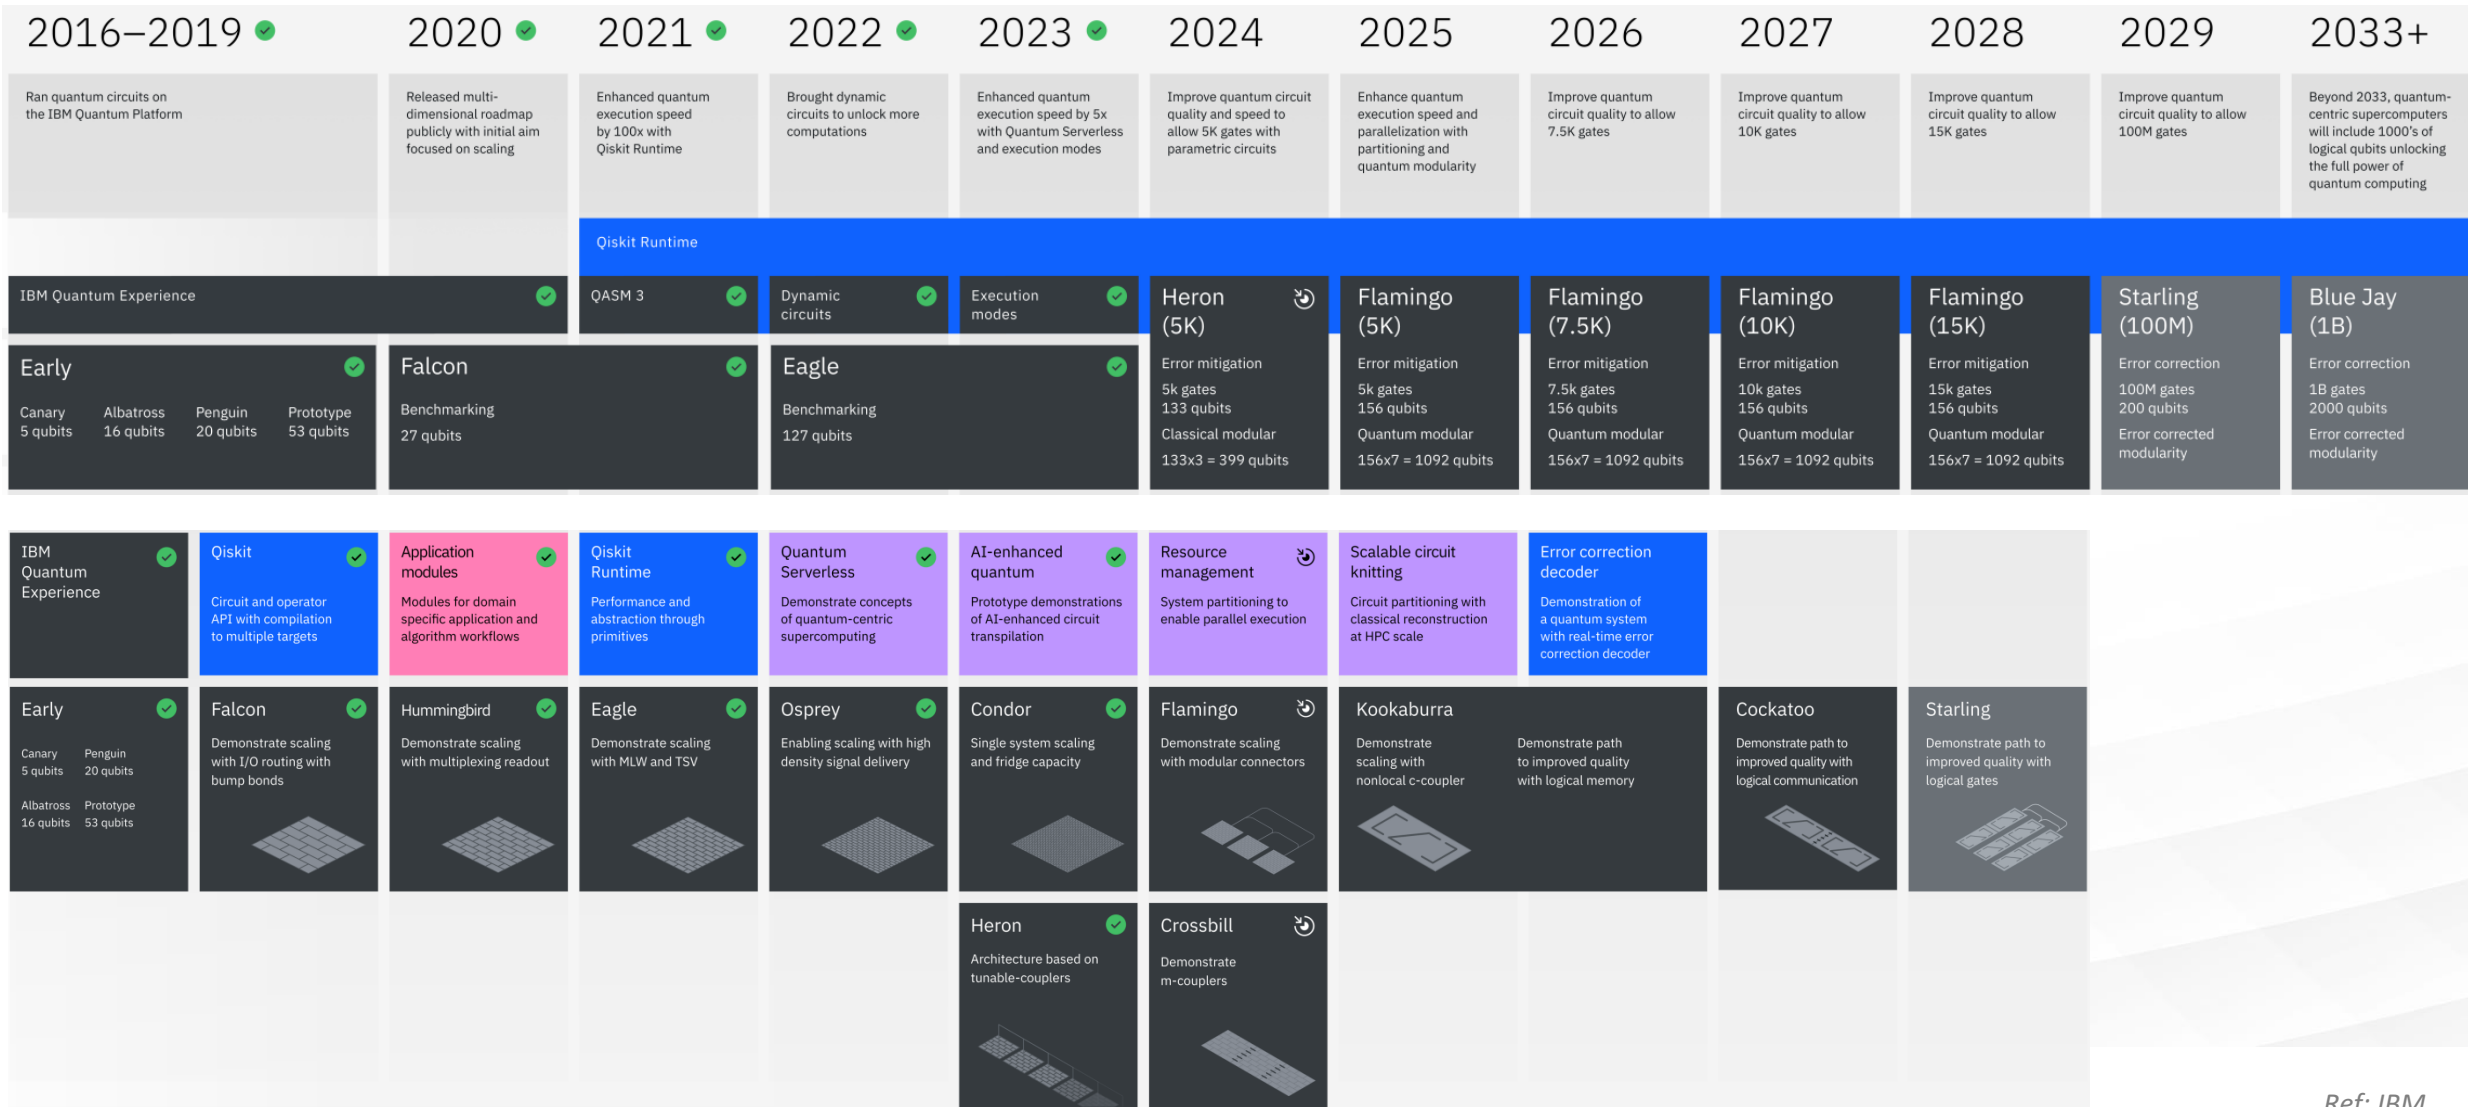 2016–2019
2020
2021
2022
2023
2024
2025
2026
2027
2028
2029
2033+
Ran quantum circuits on
the IBM Quantum Platform
Released multi-
dimensional roadmap
publicly with initial aim
focused on scaling
Enhanced quantum
execution speed
by 100x with
Qiskit Runtime
Brought dynamic
circuits to unlock more
computations
Enhanced quantum
execution speed by 5x
with Quantum Serverless
and execution modes
Improve quantum circuit
quality and speed to
allow 5K gates with
parametric circuits
Enhance quantum
execution speed and
parallelization with
partitioning and
quantum modularity
Improve quantum
circuit quality to allow
7.5K gates
Improve quantum
circuit quality to allow
10K gates
Improve quantum
circuit quality to allow
15K gates
Improve quantum
circuit quality to allow
100M gates
Beyond 2033, quantum-
centric supercomputers
will include 1000's of
logical qubits unlocking
the full power of
quantum computing
Qiskit Runtime
IBM Quantum Experience
QASM 3
Dynamic
circuits
Execution
modes
Early
Canary
5 qubits
Albatross
16 qubits
Penguin
20 qubits
Prototype
53 qubits
Falcon
Benchmarking
27 qubits
Eagle
Benchmarking
127 qubits
Heron
(5K)
Error mitigation
5k gates
133 qubits
Classical modular
133x3 = 399 qubits
Flamingo
(5K)
Error mitigation
5k gates
156 qubits
Quantum modular
156x7 = 1092 qubits
Flamingo
(7.5K)
Error mitigation
7.5k gates
156 qubits
Quantum modular
156x7 = 1092 qubits
Flamingo
(10K)
Error mitigation
10k gates
156 qubits
Quantum modular
156x7 = 1092 qubits
Flamingo
(15K)
Error mitigation
15k gates
156 qubits
Quantum modular
156x7 = 1092 qubits
Starling
(100M)
Error correction
100M gates
200 qubits
Error corrected
modularity
Blue Jay
(1B)
Error correction
1B gates
2000 qubits
Error corrected
modularity
IBM
Quantum
Experience
Qiskit
Circuit and operator
API with compilation
to multiple targets
Application
modules
Modules for domain
specific application and
algorithm workflows
Qiskit
Runtime
Performance and
abstraction through
primitives
Quantum
Serverless
Demonstrate concepts
of quantum-centric
supercomputing
AI-enhanced
quantum
Prototype demonstrations
of AI-enhanced circuit
transpilation
Resource
management
System partitioning to
enable parallel execution
Scalable circuit
knitting
Circuit partitioning with
classical reconstruction
at HPC scale
Error correction
decoder
Demonstration of
a quantum system
with real-time error
correction decoder
Early
Canary
5 qubits
Penguin
20 qubits
Albatross
16 qubits
Prototype
53 qubits
Falcon
Demonstrate scaling
with I/O routing with
bump bonds
Hummingbird
Demonstrate scaling
with multiplexing readout
Eagle
Demonstrate scaling
with MLW and TSV
Osprey
Enabling scaling with high
density signal delivery
Condor
Single system scaling
and fridge capacity
Flamingo
Demonstrate scaling
with modular connectors
Kookaburra
Demonstrate
scaling with
nonlocal c-coupler
Demonstrate path
to improved quality
with logical memory
Cockatoo
Demonstrate path to
improved quality with
logical communication
Starling
Demonstrate path to
improved quality with
logical gates
Heron
Architecture based on
tunable-couplers
Crossbill
Demonstrate
m-couplers
Ref: IBM